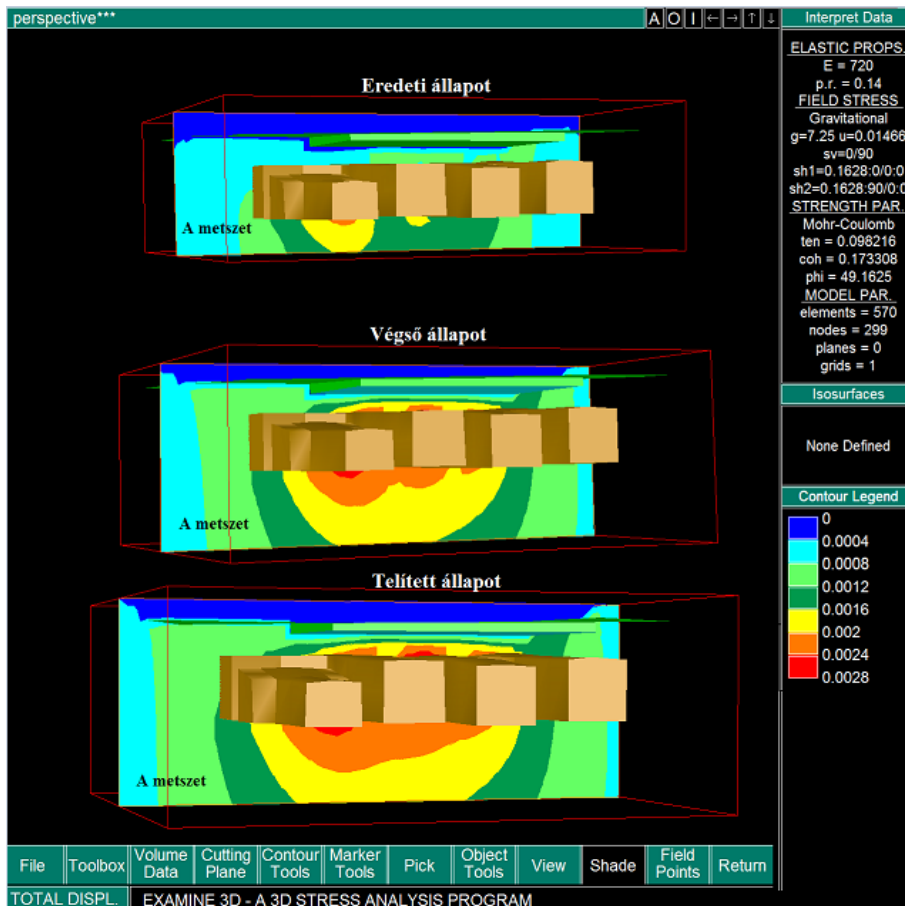 perspective***
A O I ← → ↑ ↓
Interpret Data
ELASTIC PROPS.
E = 720
p.r. = 0.14
FIELD STRESS
Gravitational
g=7.25 u=0.01466
sv=0/90
sh1=0.1628:0/0:0
sh2=0.1628:90/0:0
STRENGTH PAR.
Mohr-Coulomb
ten = 0.098216
coh = 0.173308
phi = 49.1625
MODEL PAR.
elements = 570
nodes = 299
planes = 0
grids = 1
Isosurfaces
None Defined
Contour Legend
0
0.0004
0.0008
0.0012
0.0016
0.002
0.0024
0.0028
Eredeti állapot
A metszet
Végső állapot
A metszet
Telített állapot
A metszet
File
Toolbox
Volume Data
Cutting Plane
Contour Tools
Marker Tools
Pick
Object Tools
View
Shade
Field Points
Return
TOTAL DISPL.
EXAMINE 3D - A 3D STRESS ANALYSIS PROGRAM